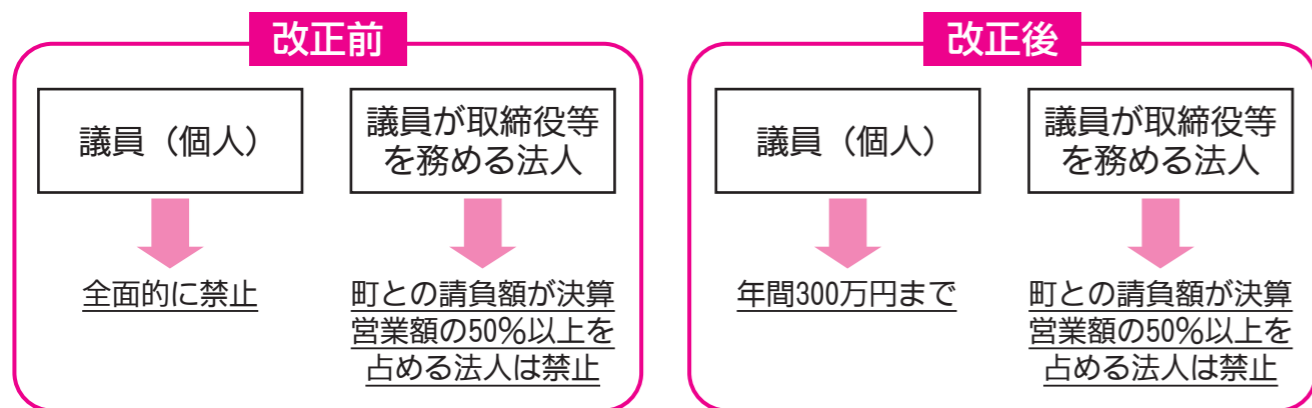 改正前
議員（個人）
議員が取締役等
を務める法人
全面的に禁止
町との請負額が決算
営業額の50％以上を
占める法人は禁止
改正後
議員（個人）
議員が取締役等
を務める法人
年間300万円まで
町との請負額が決算
営業額の50％以上を
占める法人は禁止